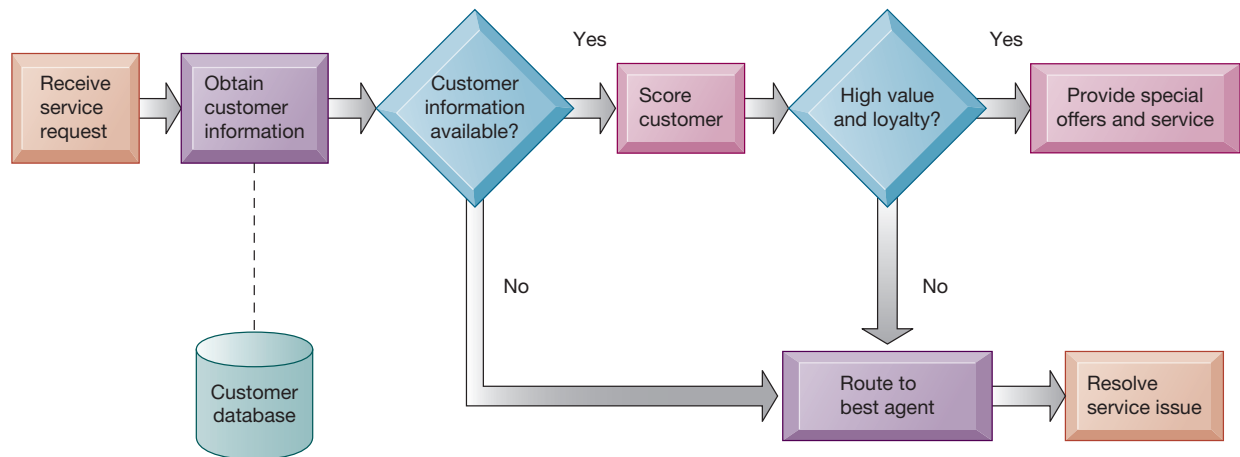 Receive
service
request
Obtain
customer
information
Customer
information
available?
Yes
Score
customer
High value
and loyalty?
Yes
Provide special
offers and service
No
No
Customer
database
Route to
best agent
Resolve
service issue